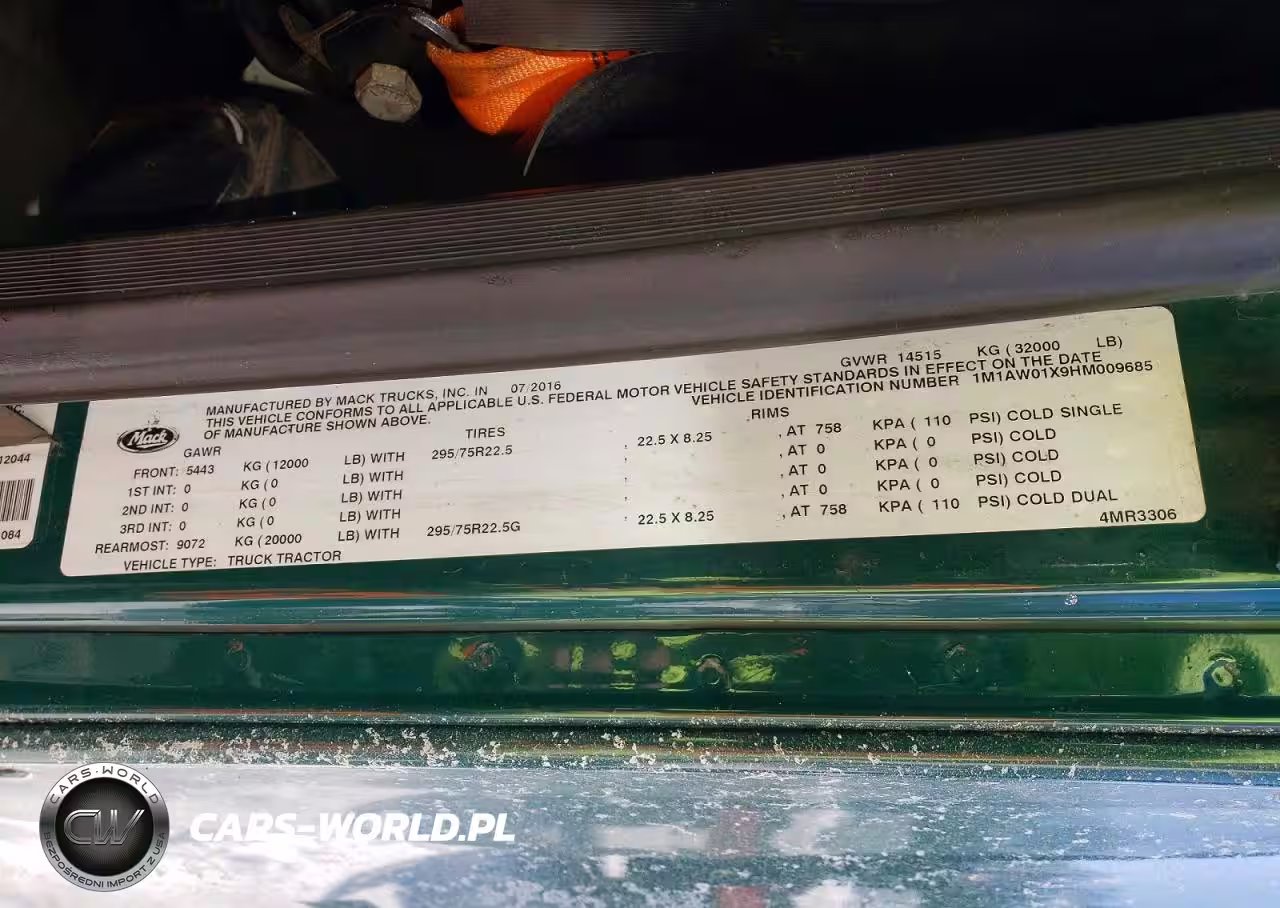 GVWR 14515 KG ( 32000 LB)
MANUFACTURED BY MACK TRUCKS, INC. IN 07/2016
THIS VEHICLE CONFORMS TO ALL APPLICABLE U.S. FEDERAL MOTOR VEHICLE SAFETY STANDARDS IN EFFECT ON THE DATE
OF MANUFACTURE SHOWN ABOVE. VEHICLE IDENTIFICATION NUMBER 1M1AW01X9HM009685
Mack
GAWR TIRES RIMS
FRONT: 5443 KG ( 12000 LB) WITH 295/75R22.5 , 22.5 X 8.25 , AT 758 KPA ( 110 PSI) COLD SINGLE
1ST INT: 0 KG ( 0 LB) WITH , , AT 0 KPA ( 0 PSI) COLD
2ND INT: 0 KG ( 0 LB) WITH , , AT 0 KPA ( 0 PSI) COLD
3RD INT: 0 KG ( 0 LB) WITH , , AT 0 KPA ( 0 PSI) COLD
REARMOST: 9072 KG ( 20000 LB) WITH 295/75R22.5G , 22.5 X 8.25 , AT 758 KPA ( 110 PSI) COLD DUAL
VEHICLE TYPE: TRUCK TRACTOR
4MR3306
12044
084
CARS-WORLD
CW
BEZPOŚREDNI IMPORT Z USA
CARS-WORLD.PL